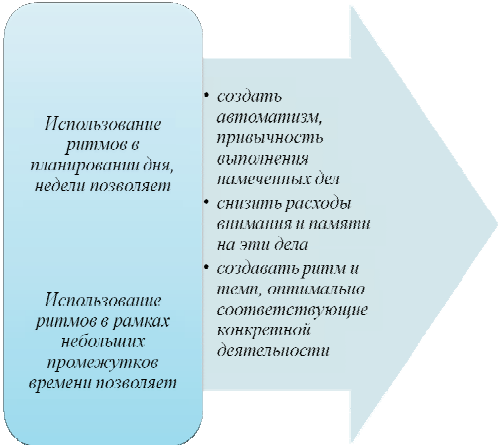 Использование
ритмов в
планировании дня,
недели позволяет
Использование
ритмов в рамках
небольших
промежутков
времени позволяет
• создать
автоматизм,
привычность
выполнения
намеченных дел
• снизить расходы
внимания и памяти
на эти дела
• создавать ритм и
темп, оптимально
соответствующие
конкретной
деятельности